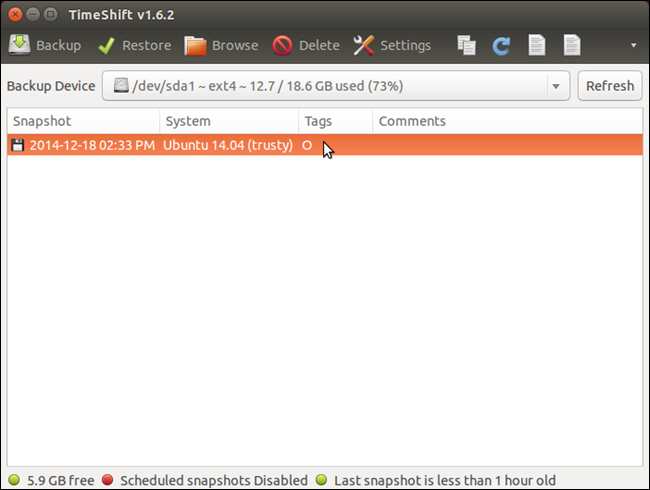 TimeShift v1.6.2
Backup Restore Browse Delete Settings
Backup Device /dev/sda1 ~ ext4 ~ 12.7 / 18.6 GB used (73%) Refresh
Snapshot System Tags Comments
2014-12-18 02:33 PM Ubuntu 14.04 (trusty) O
5.9 GB free Scheduled snapshots Disabled Last snapshot is less than 1 hour old